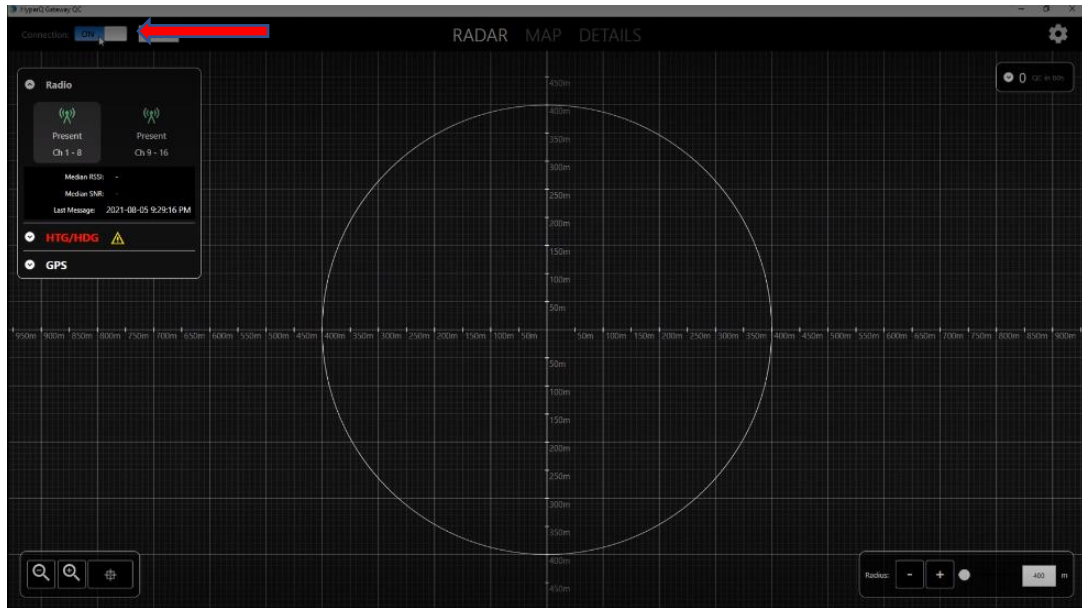 HyperQ Gateway QC
Connection: ON
RADAR MAP DETAILS
Radio
Present Present
Ch 1 - 8 Ch 9 - 16
Median RSSI: -
Median SNR: -
Last Message: 2021-08-05 9:29:16 PM
HTG/HDG
GPS
0 QC in 60s
450m
400m
350m
300m
250m
200m
150m
100m
50m
950m 900m 850m 800m 750m 700m 650m 600m 550m 500m 450m 400m 350m 300m 250m 200m 150m 100m 50m 50m 100m 150m 200m 250m 300m 350m 400m 450m 500m 550m 600m 650m 700m 750m 800m 850m 900m
50m
100m
150m
200m
250m
300m
350m
400m
450m
Radius: - + 400 m